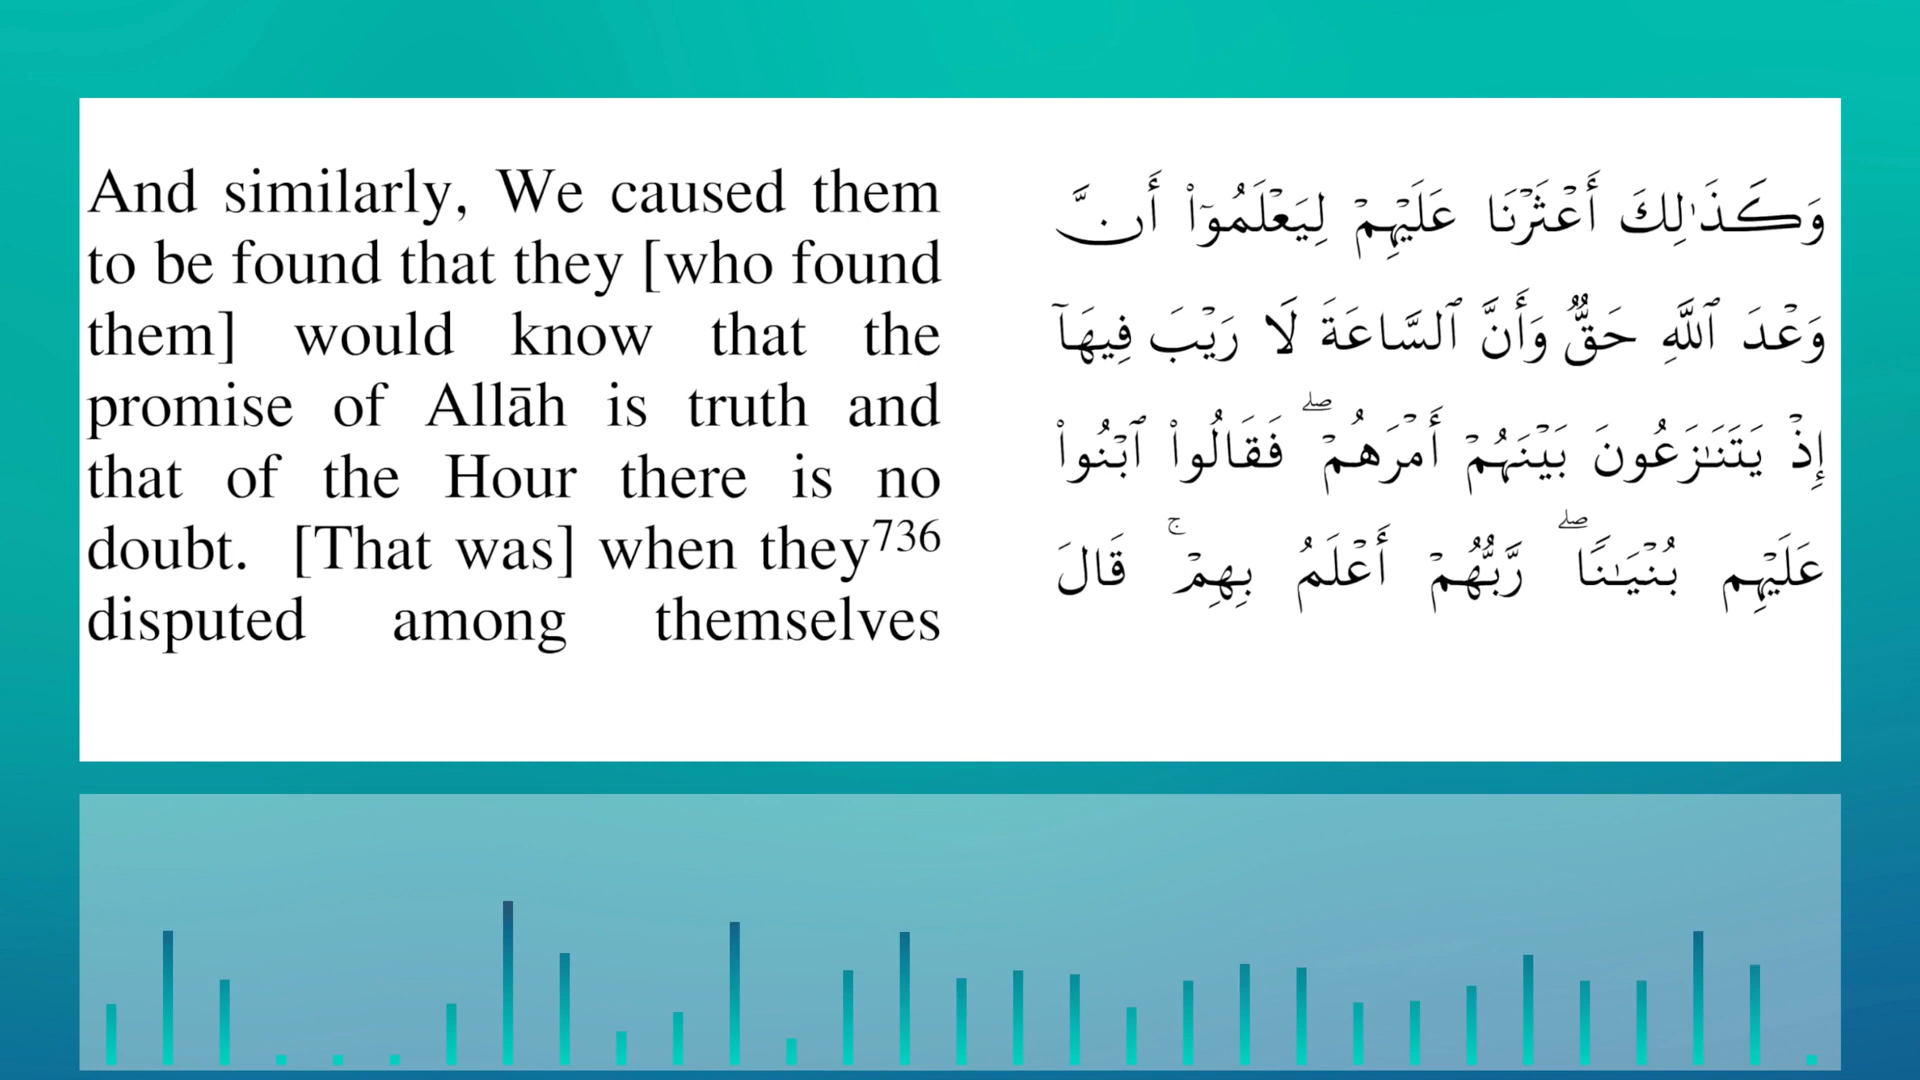 And similarly, We caused them
to be found that they [who found
them] would know that the
promise of Allāh is truth and
that of the Hour there is no
doubt. [That was] when they736
disputed among themselves
وَكَذَٰلِكَ أَعْثَرْنَا عَلَيْهِمْ لِيَعْلَمُوٓا۟ أَنَّ
وَعْدَ ٱللَّهِ حَقٌّ وَأَنَّ ٱلسَّاعَةَ لَا رَيْبَ فِيهَآ
إِذْ يَتَنَـٰزَعُونَ بَيْنَهُمْ أَمْرَهُمْ ۖ فَقَالُوا۟ ٱبْنُوا۟
عَلَيْهِم بُنْيَـٰنًا ۖ رَّبُّهُمْ أَعْلَمُ بِهِمْ ۚ قَالَ